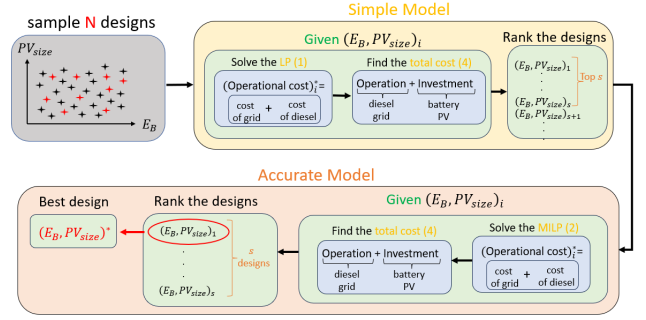 sample N designs
PV_size
E_B
Simple Model
Given (E_B, PV_size)_i
Solve the LP (1)
(Operational cost)_i^*=
cost of grid + cost of diesel
Find the total cost (4)
Operation + Investment
diesel grid
battery PV
Rank the designs
(E_B, PV_size)_1
.
.
(E_B, PV_size)_s
(E_B, PV_size)_{s+1}
.
.
Top s
Accurate Model
Given (E_B, PV_size)_i
Solve the MILP (2)
(Operational cost)_i^*=
cost of grid + cost of diesel
Find the total cost (4)
Operation + Investment
diesel grid
battery PV
Rank the designs
(E_B, PV_size)_1
.
.
.
.
(E_B, PV_size)_s
s designs
Best design
(E_B, PV_size)^*